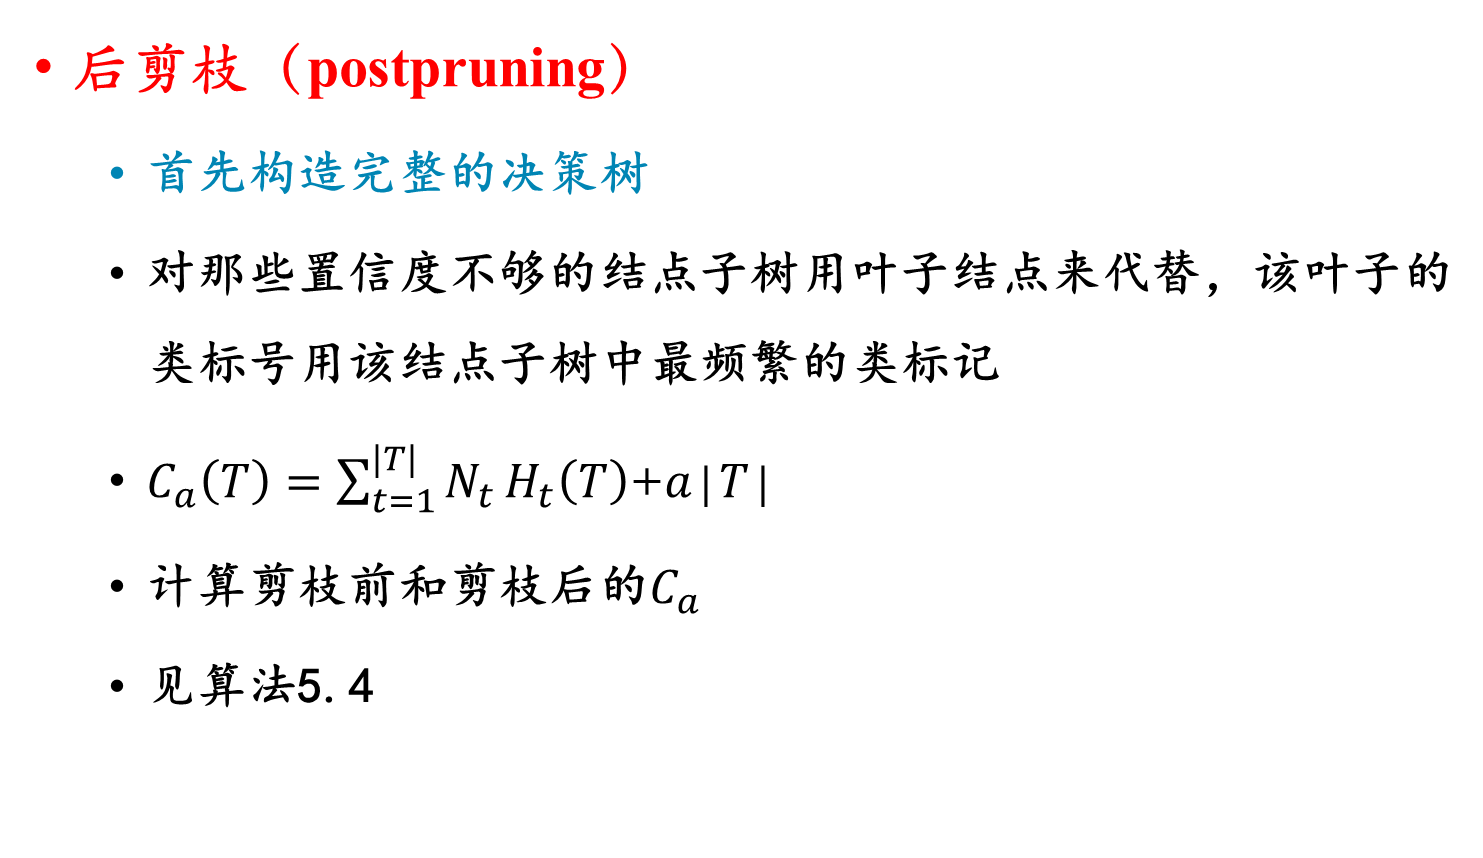 • 后剪枝（postpruning）
• 首先构造完整的决策树
• 对那些置信度不够的结点子树用叶子结点来代替，该叶子的
类标号用该结点子树中最频繁的类标记
• $C_a(T) = \sum_{t=1}^{|T|} N_t H_t(T) + a|T|$
• 计算剪枝前和剪枝后的$C_a$
• 见算法5.4